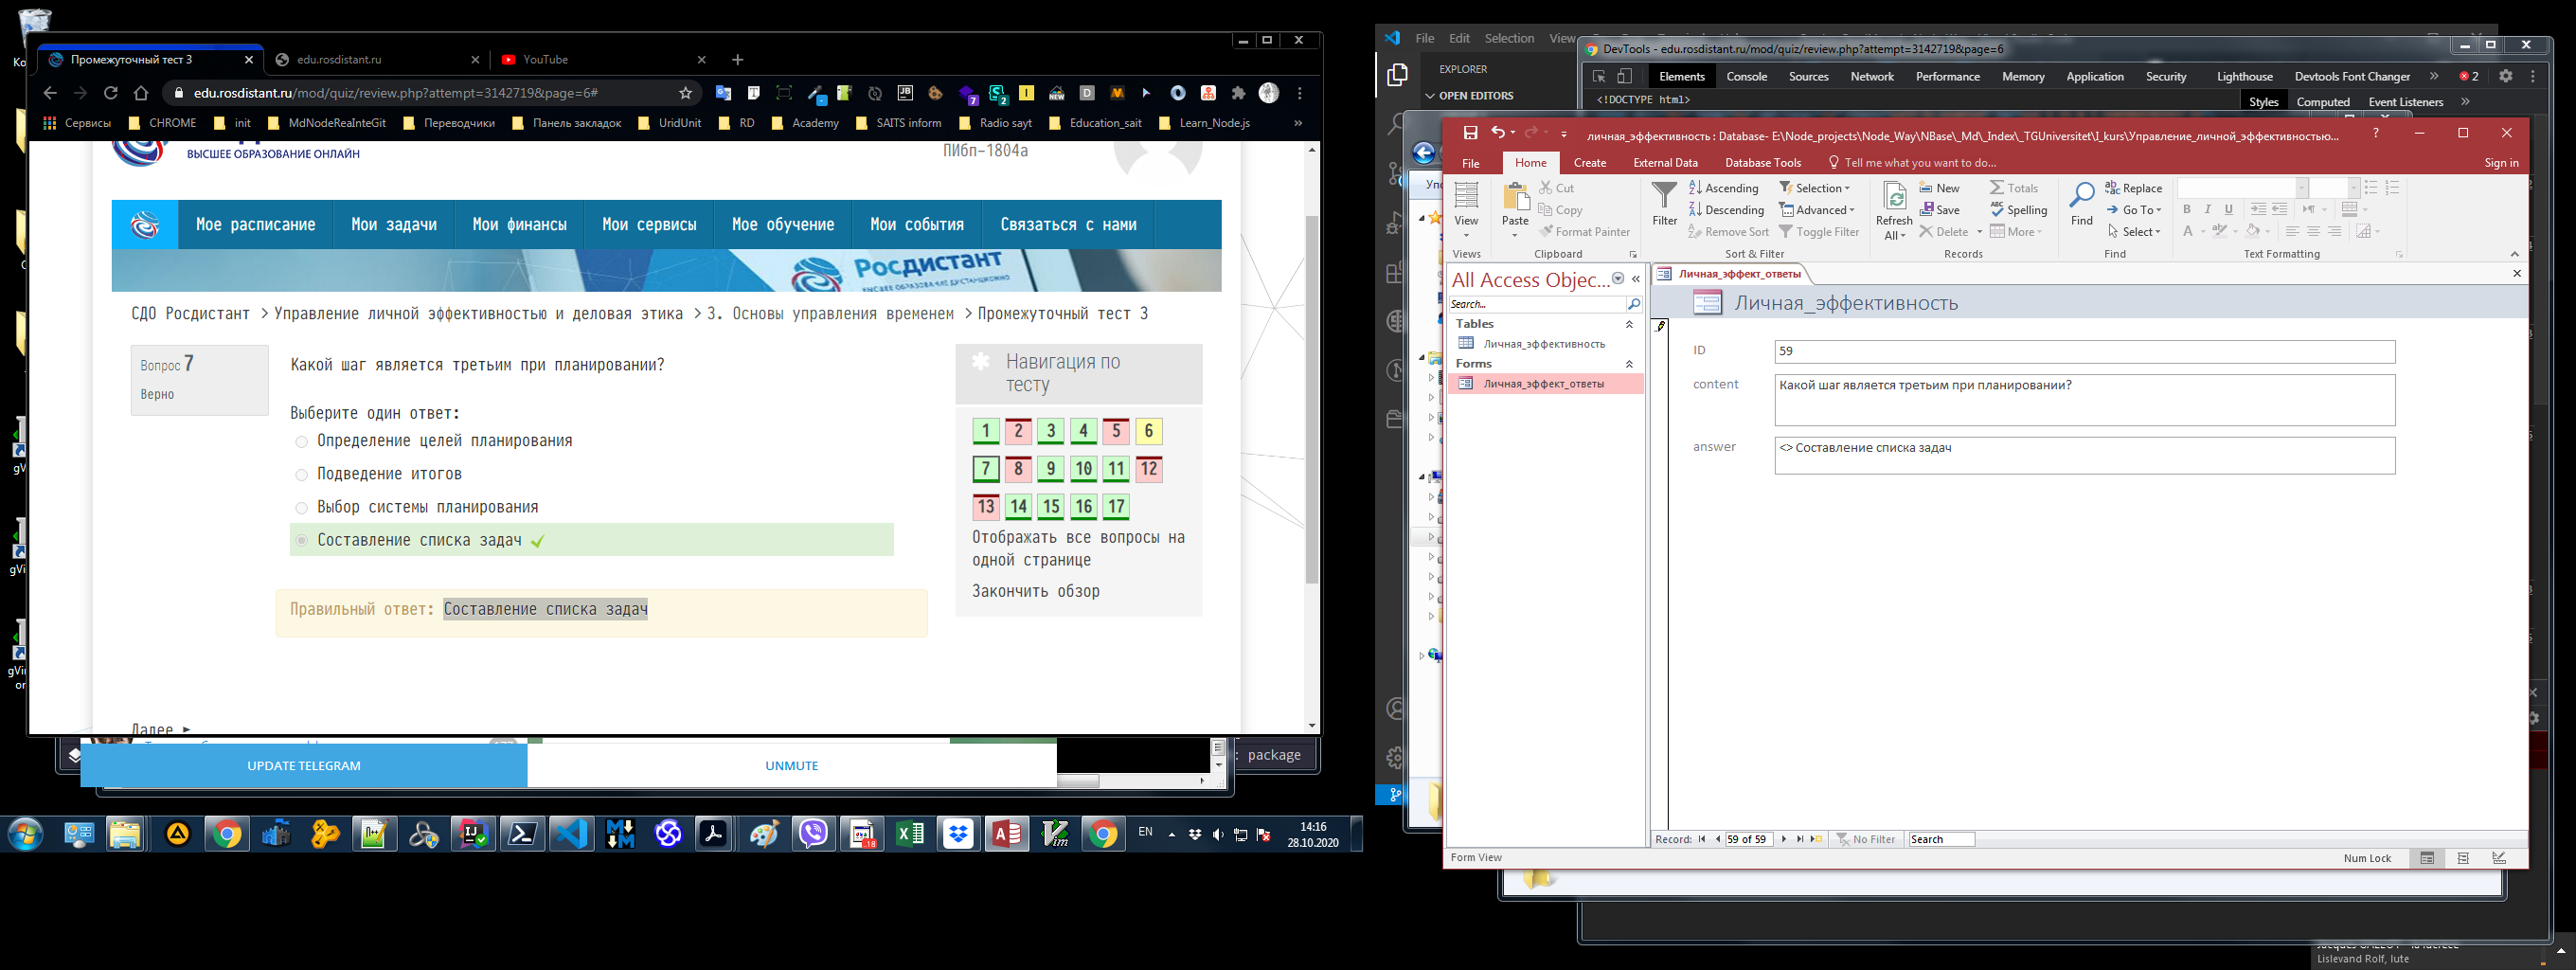 Промежуточный тест 3
edu.rosdistant.ru
YouTube
edu.rosdistant.ru/mod/quiz/review.php?attempt=3142719&page=6#
Сервисы
CHROME
init
MdNodeReaInteGit
Переводчики
Панель закладок
UridUnit
RD
Academy
SAITS inform
Radio sayt
Education_sait
Learn_Node.js
ВЫСШЕЕ ОБРАЗОВАНИЕ ОНЛАЙН
ПИбп-1804а
Мое расписание
Мои задачи
Мои финансы
Мои сервисы
Мое обучение
Мои события
Связаться с нами
Росдистант
ВЫСШЕЕ ОБРАЗОВАНИЕ ДИСТАНЦИОННО
СДО Росдистант > Управление личной эффективностью и деловая этика > 3. Основы управления временем > Промежуточный тест 3
Вопрос 7
Верно
Какой шаг является третьим при планировании?
Выберите один ответ:
Определение целей планирования
Подведение итогов
Выбор системы планирования
Составление списка задач
Правильный ответ: Составление списка задач
Навигация по
тесту
1 2 3 4 5 6
7 8 9 10 11 12
13 14 15 16 17
Отображать все вопросы на
одной странице
Закончить обзор
Далее
UPDATE TELEGRAM
UNMUTE
: package
EN
14:16
28.10.2020
File Edit Selection View
EXPLORER
OPEN EDITORS
DevTools - edu.rosdistant.ru/mod/quiz/review.php?attempt=3142719&page=6
Elements Console Sources Network Performance Memory Application Security Lighthouse Devtools Font Changer » 2
<!DOCTYPE html>
Styles Computed Event Listeners »
личная_эффективность : Database- E:\Node_projects\Node_Way\NBase\_Md\_Index\_TGUniversitet\I_kurs\Управление_личной_эффективностью...
File Home Create External Data Database Tools Tell me what you want to do... Sign in
View
Views
Paste
Cut
Copy
Format Painter
Clipboard
Filter
Ascending
Descending
Remove Sort
Selection
Advanced
Toggle Filter
Sort & Filter
Refresh
All
New
Save
Delete
Totals
Spelling
More
Records
Find
Replace
Go To
Select
Find
B I U
Text Formatting
All Access Objec...
Search...
Tables
Личная_эффективность
Forms
Личная_эффект_ответы
Личная_эффект_ответы
Личная_эффективность
ID
59
content
Какой шаг является третьим при планировании?
answer
<> Составление списка задач
Record: 59 of 59 No Filter Search
Form View
Num Lock
Lislevand Rolf, lute